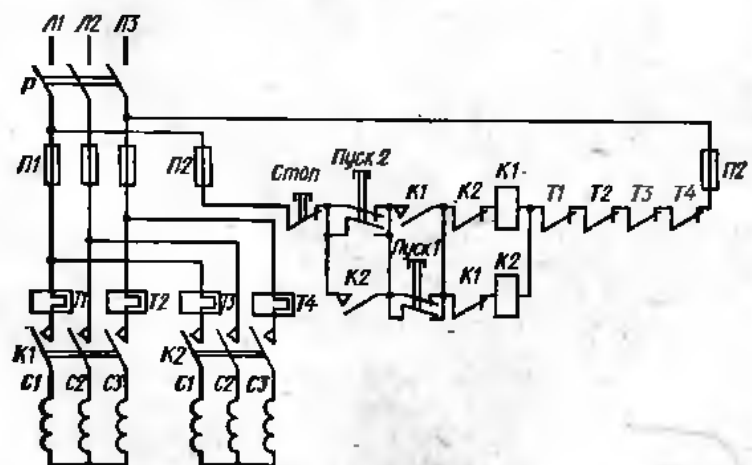 Л1 Л2 Л3
Р
П1 П2 Стоп Пуск 2 К1 К2 К1 Т1 Т2 Т3 Т4 П2
К2 Пуск 1 К1 К2
Т1 Т2 Т3 Т4
К1 К2
С1 С2 С3 С1 С2 С3